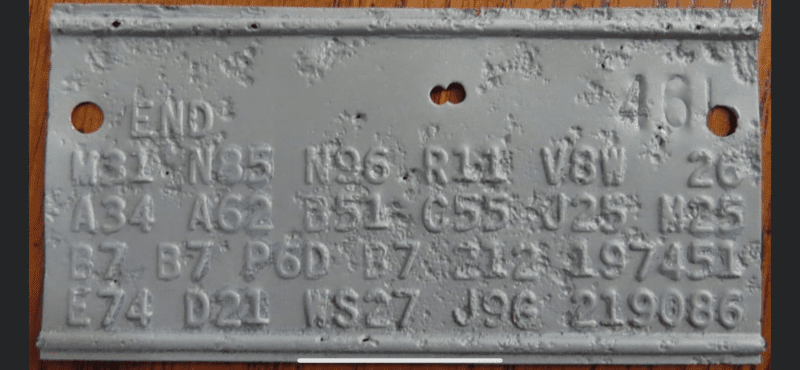 END 46
M31 N85 N96 R11 V8W 26
A34 A62 B51 C55 J25 M25
B7 B7 P6D B7 212 197451
E74 D21 WS27 J9G 219086